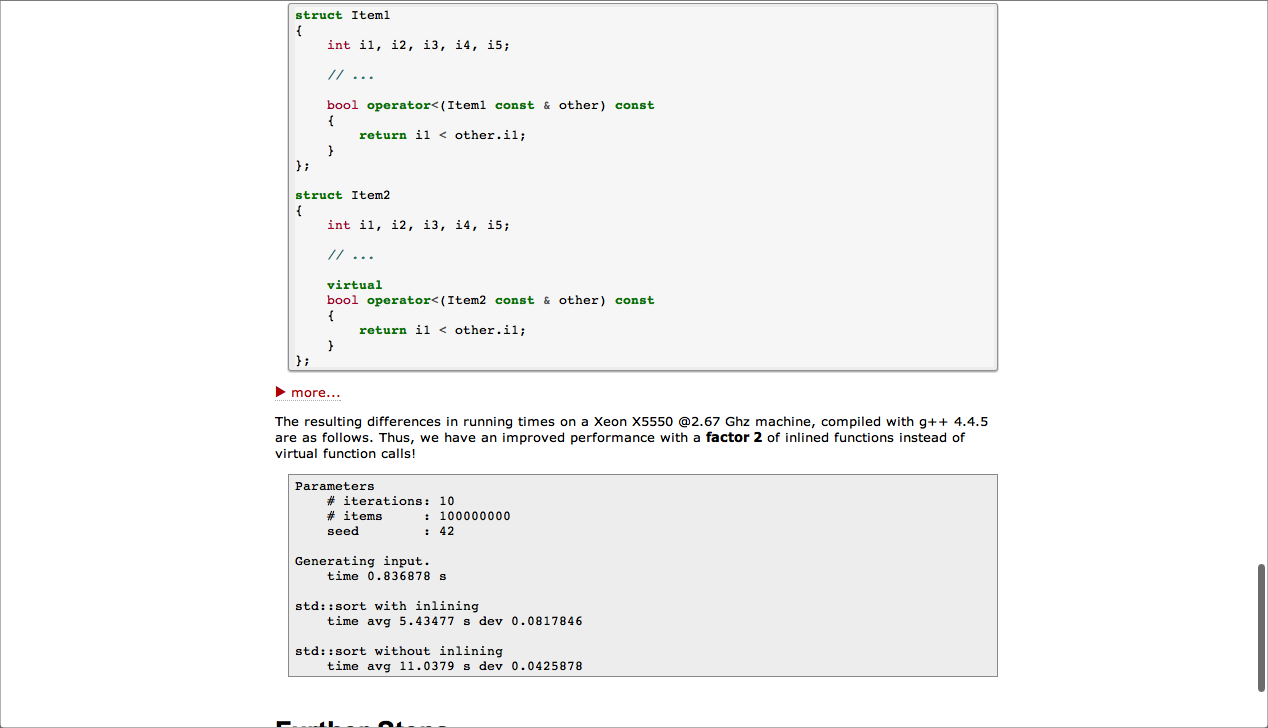 struct Item1
{
    int i1, i2, i3, i4, i5;
    // ...
    bool operator<(Item1 const & other) const
    {
        return i1 < other.i1;
    }
};
struct Item2
{
    int i1, i2, i3, i4, i5;
    // ...
    virtual
    bool operator<(Item2 const & other) const
    {
        return i1 < other.i1;
    }
};
more...
The resulting differences in running times on a Xeon X5550 @2.67 Ghz machine, compiled with g++ 4.4.5
are as follows. Thus, we have an improved performance with a factor 2 of inlined functions instead of
virtual function calls!
Parameters
    # iterations: 10
    # items     : 100000000
    seed        : 42
Generating input.
    time 0.836878 s
std::sort with inlining
    time avg 5.43477 s dev 0.0817846
std::sort without inlining
    time avg 11.0379 s dev 0.0425878
Further Steps